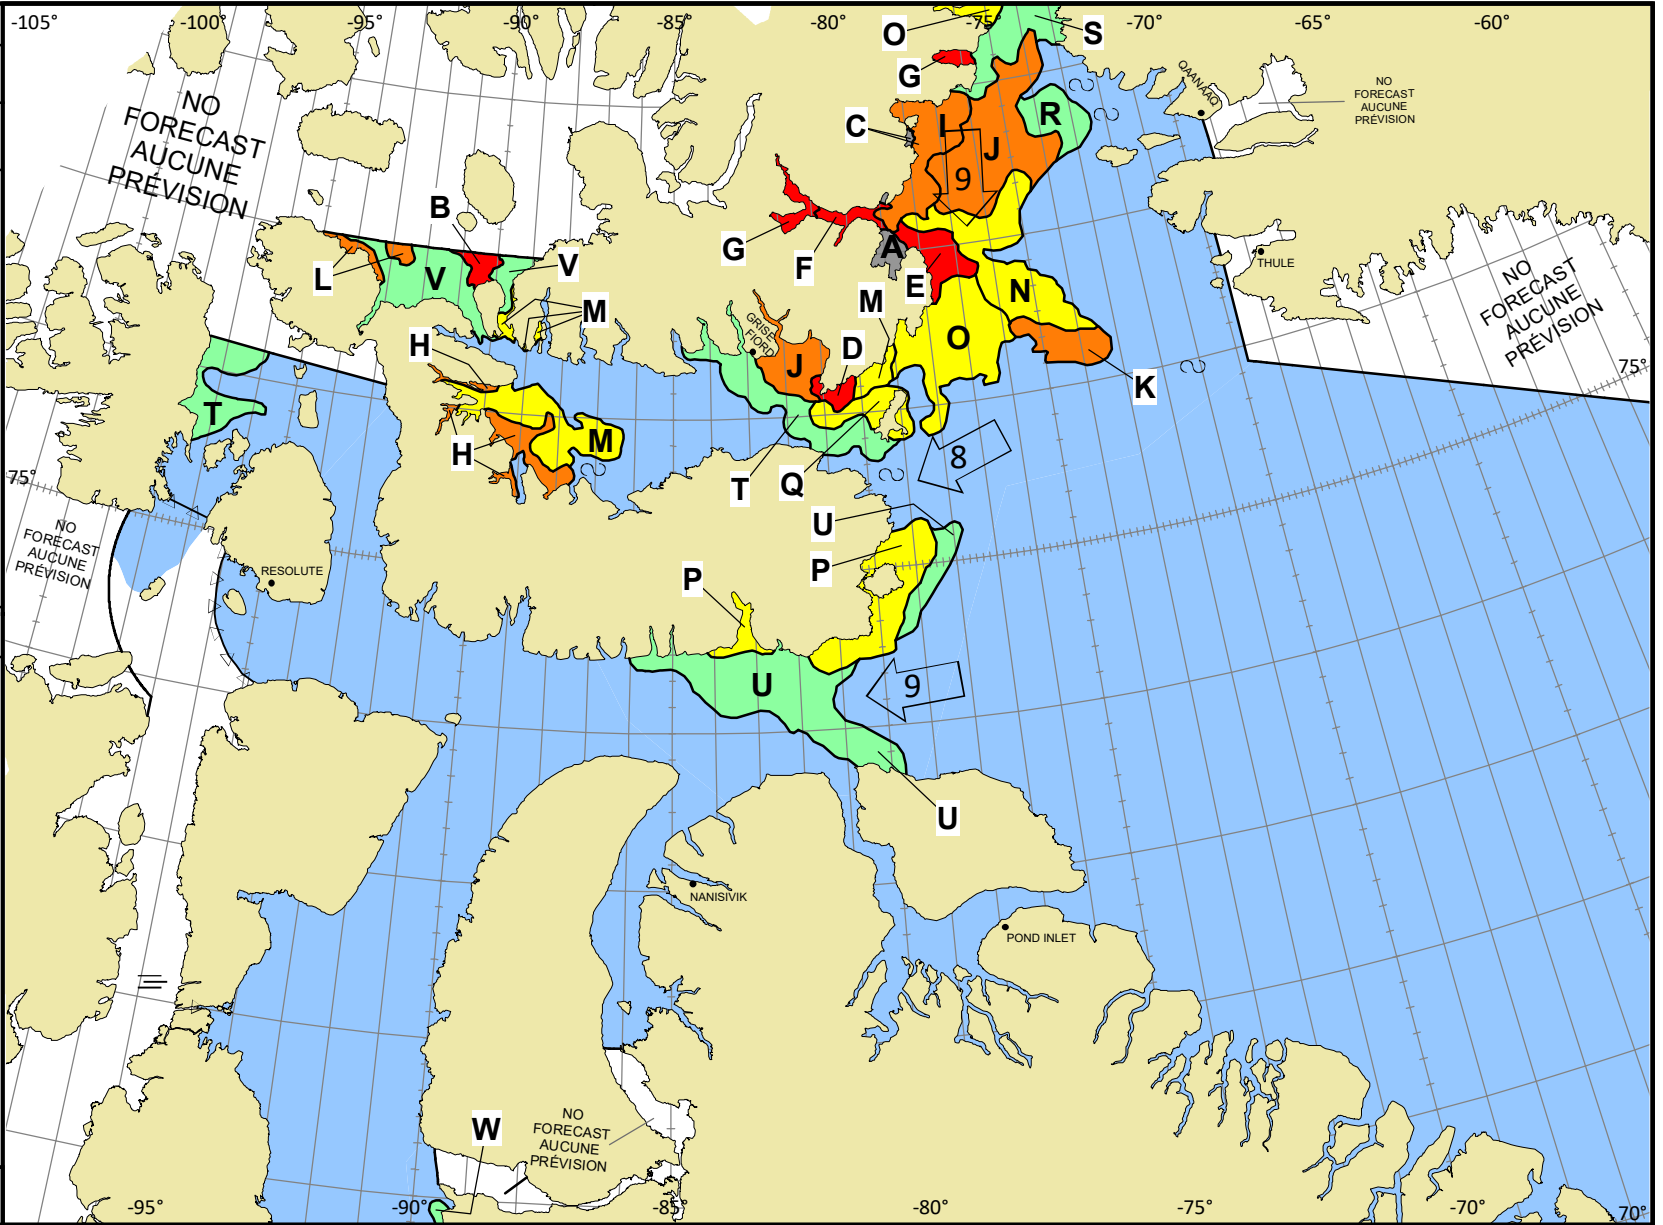 -105°
-100°
-95°
-90°
-85°
-80°
-75°
-70°
-65°
-60°
O
S
G
QAANAAQ
NO
FORECAST
AUCUNE
PRÉVISION
NO
FORECAST
AUCUNE
PRÉVISION
C
I
J
R
9
B
G
F
A
E
M
N
THULE
NO
FORECAST
AUCUNE
PRÉVISION
L
V
V
M
H
GRISE
FIORD
J
D
O
K
75°
T
H
M
T
Q
8
75°
NO
FORECAST
AUCUNE
PRÉVISION
RESOLUTE
U
P
P
U
9
U
NANISIVIK
POND INLET
W
NO
FORECAST
AUCUNE
PRÉVISION
-95°
-90°
-85°
-80°
-75°
-70°
70°